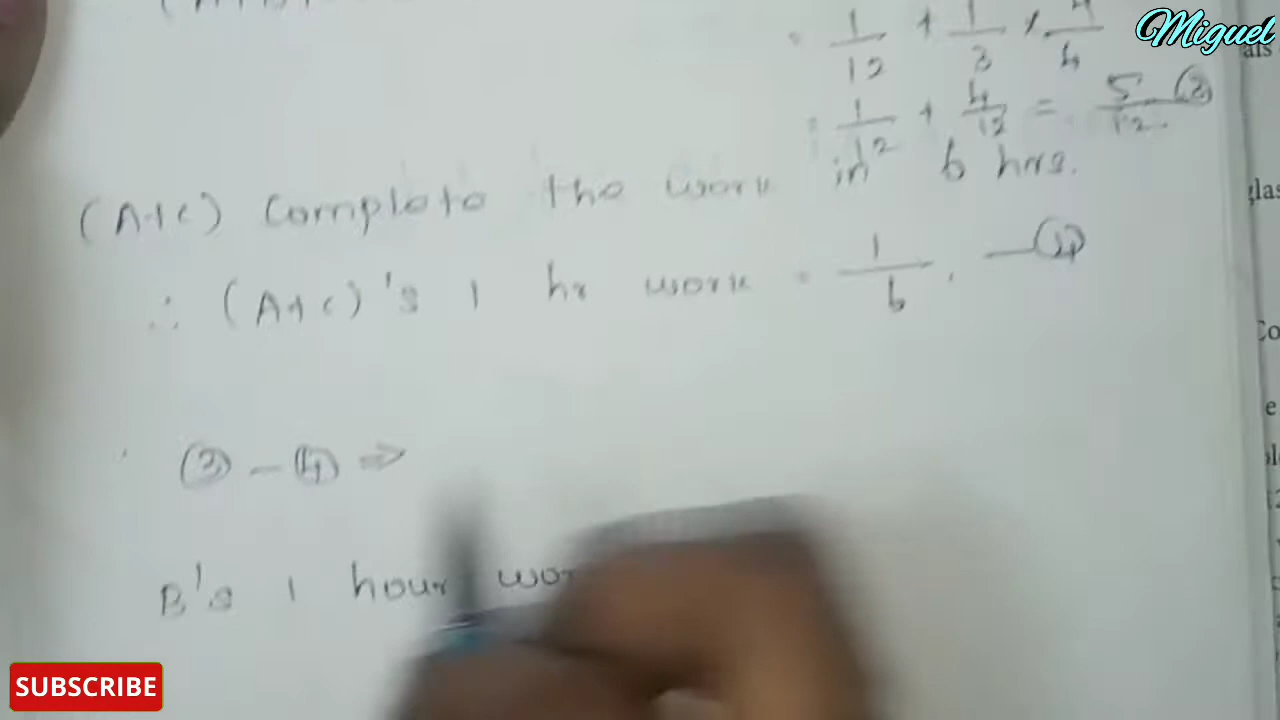 Miguel
= 1/12 + 1/3 × 4/4
= 1/12 + 4/12 = 5/12 — (3)
(A+C) complete the work in 6 hrs.
∴ (A+C)'s 1 hr work = 1/6. — (4)
(3) - (4) ⇒
B's 1 hour wor
SUBSCRIBE